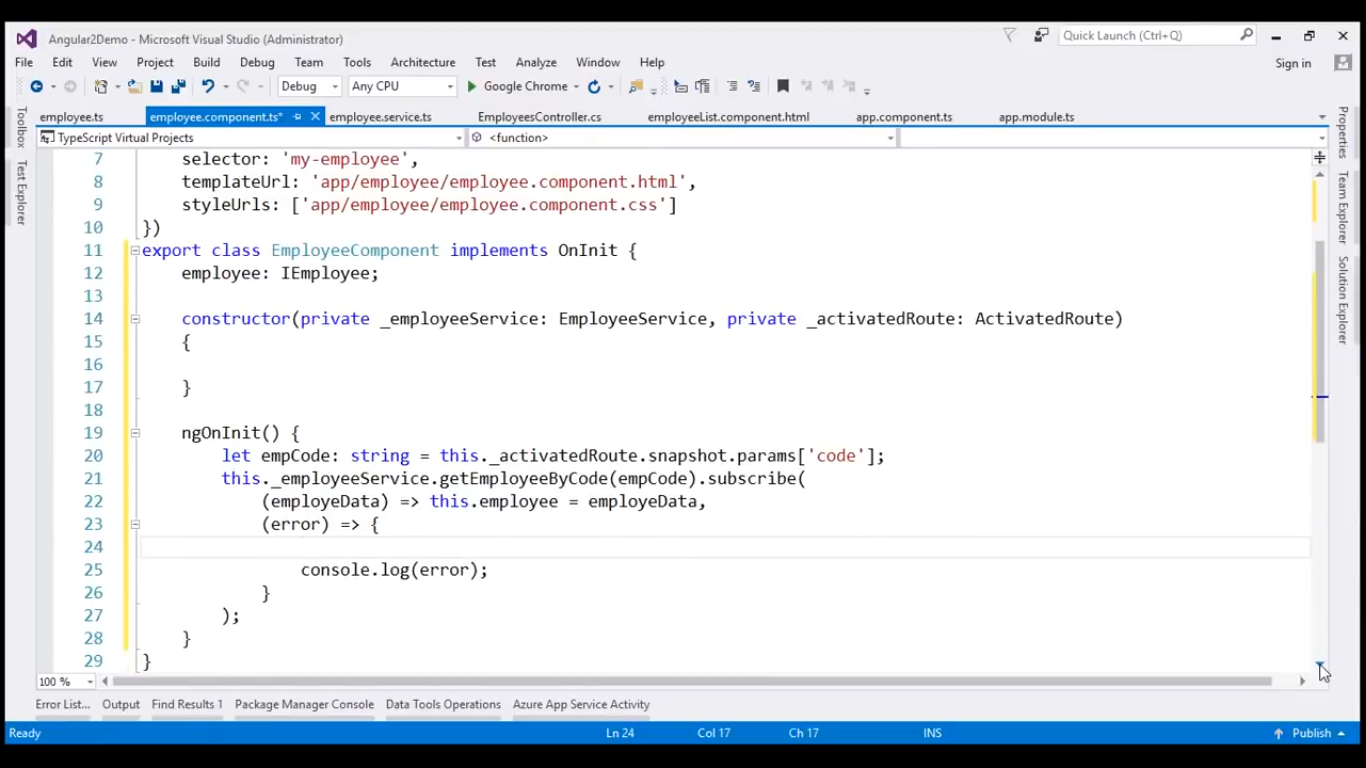 Angular2Demo - Microsoft Visual Studio (Administrator)
Quick Launch (Ctrl+Q)
File Edit View Project Build Debug Team Tools Architecture Test Analyze Window Help
Sign in
Debug Any CPU Google Chrome
employee.ts employee.component.ts* employee.service.ts EmployeesController.cs employeeList.component.html app.component.ts app.module.ts
TypeScript Virtual Projects <function>
Toolbox
Test Explorer
7 selector: 'my-employee',
8 templateUrl: 'app/employee/employee.component.html',
9 styleUrls: ['app/employee/employee.component.css']
10 })
11 export class EmployeeComponent implements OnInit {
12 employee: IEmployee;
13
14 constructor(private _employeeService: EmployeeService, private _activatedRoute: ActivatedRoute)
15 {
16
17 }
18
19 ngOnInit() {
20 let empCode: string = this._activatedRoute.snapshot.params['code'];
21 this._employeeService.getEmployeeByCode(empCode).subscribe(
22 (employeData) => this.employee = employeData,
23 (error) => {
24
25 console.log(error);
26 }
27 );
28 }
29 }
Properties
Team Explorer
Solution Explorer
100 %
Error List... Output Find Results 1 Package Manager Console Data Tools Operations Azure App Service Activity
Ready Ln 24 Col 17 Ch 17 INS Publish